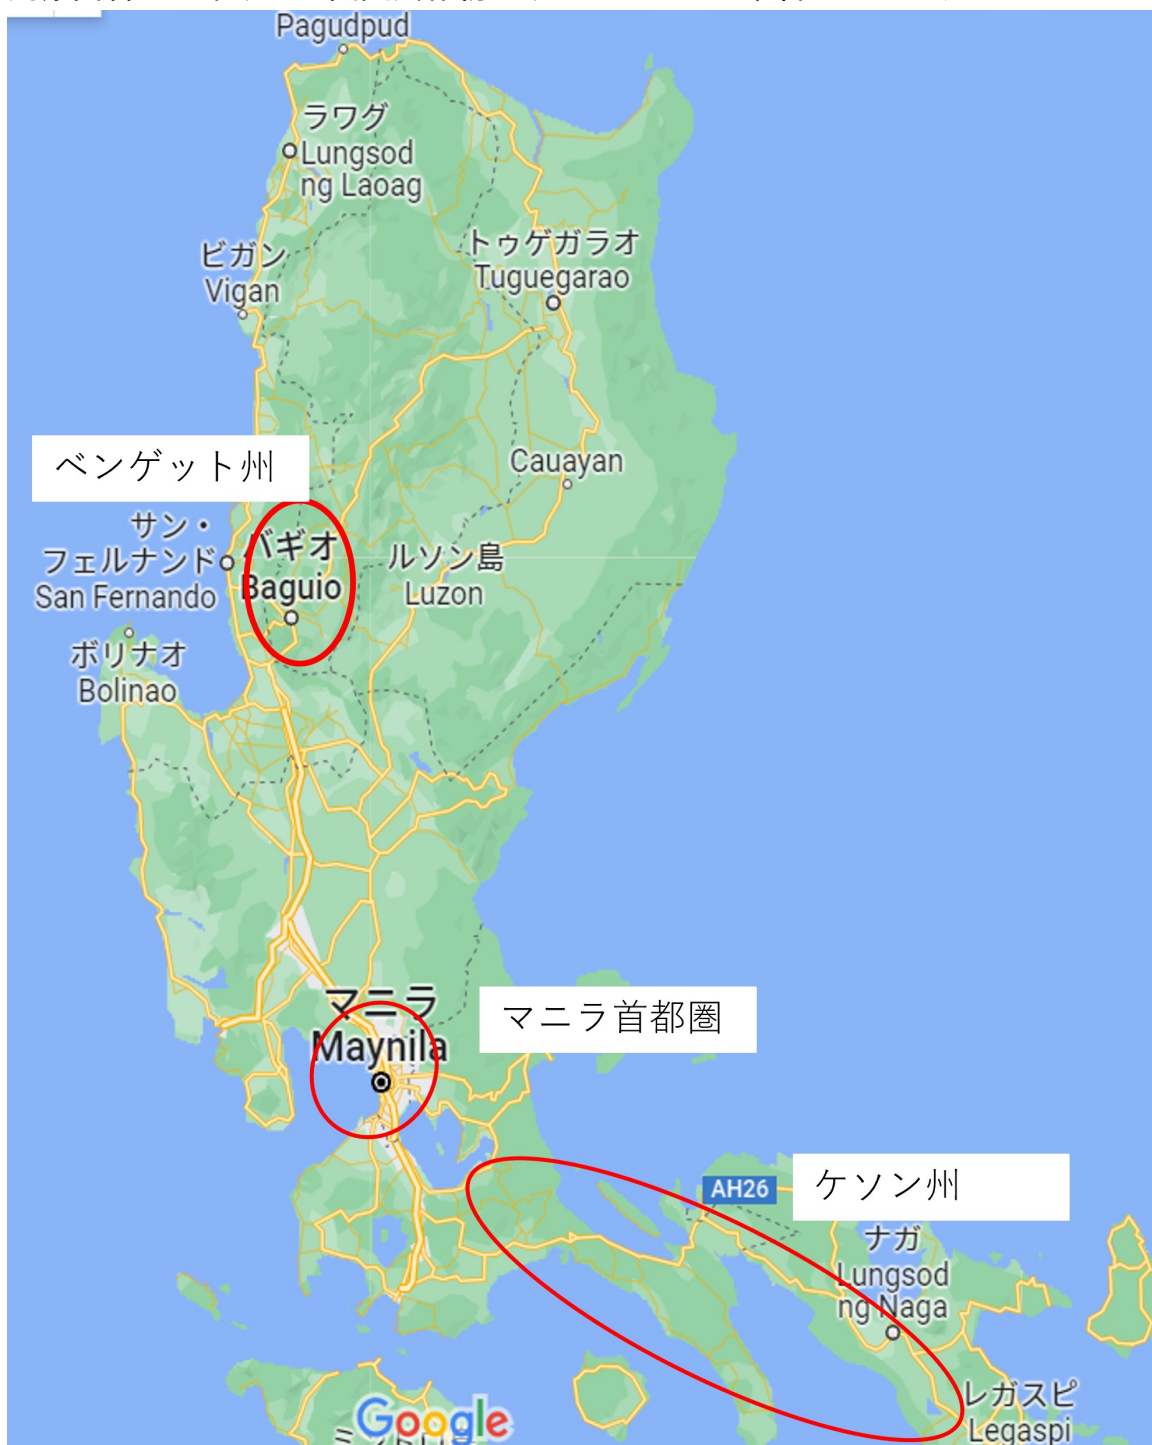 Pagudpud
ラワグ
Lungsod
ng Laoag
ビガン
Vigan
トゥゲガラオ
Tuguegarao
ベンゲット州
Cauayan
サン・
フェルナンド
San Fernando
バギオ
Baguio
ルソン島
Luzon
ボリナオ
Bolinao
マニラ
Maynila
マニラ首都圏
AH26
ケソン州
ナガ
Lungsod
ng Naga
レガスピ
Legaspi
Google